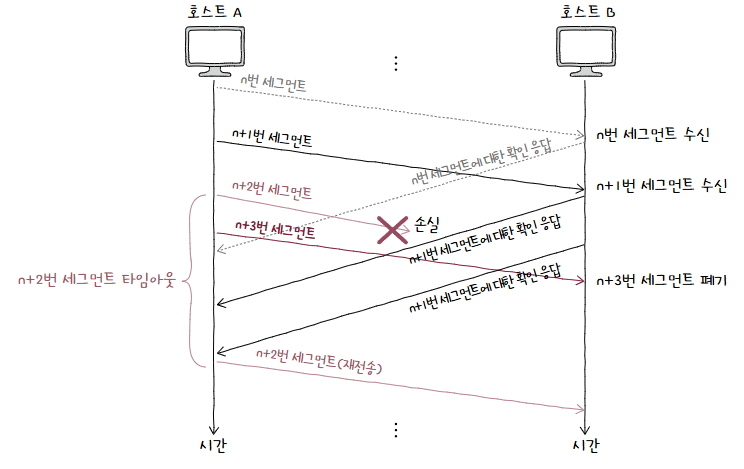 호스트 A
호스트 B
⋮
n번 세그먼트
n번 세그먼트 수신
n+1번 세그먼트
n번 세그먼트에 대한 확인 응답
n+1번 세그먼트 수신
n+2번 세그먼트
손실
n+3번 세그먼트
n+1번 세그먼트에 대한 확인 응답
n+2번 세그먼트 타임아웃
n+3번 세그먼트 폐기
n+1번 세그먼트에 대한 확인 응답
n+2번 세그먼트(재전송)
⋮
시간
시간